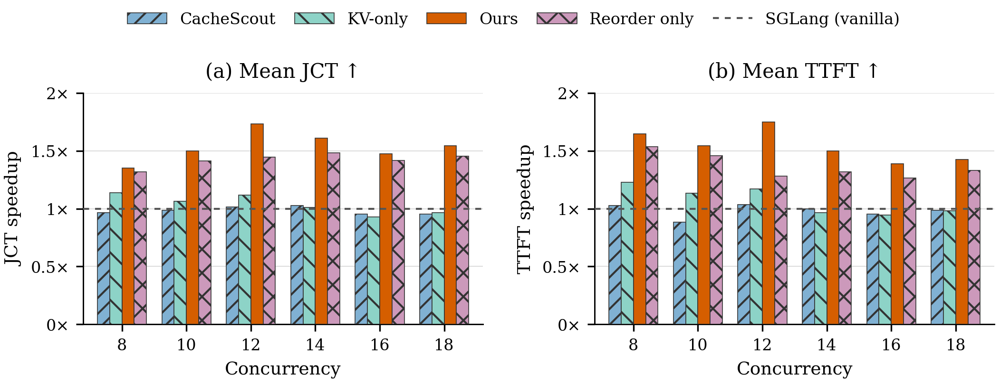 CacheScout KV-only Ours Reorder only SGLang (vanilla)
(a) Mean JCT ↑
JCT speedup
2×
1.5×
1×
0.5×
0×
8 10 12 14 16 18
Concurrency
(b) Mean TTFT ↑
TTFT speedup
2×
1.5×
1×
0.5×
0×
8 10 12 14 16 18
Concurrency